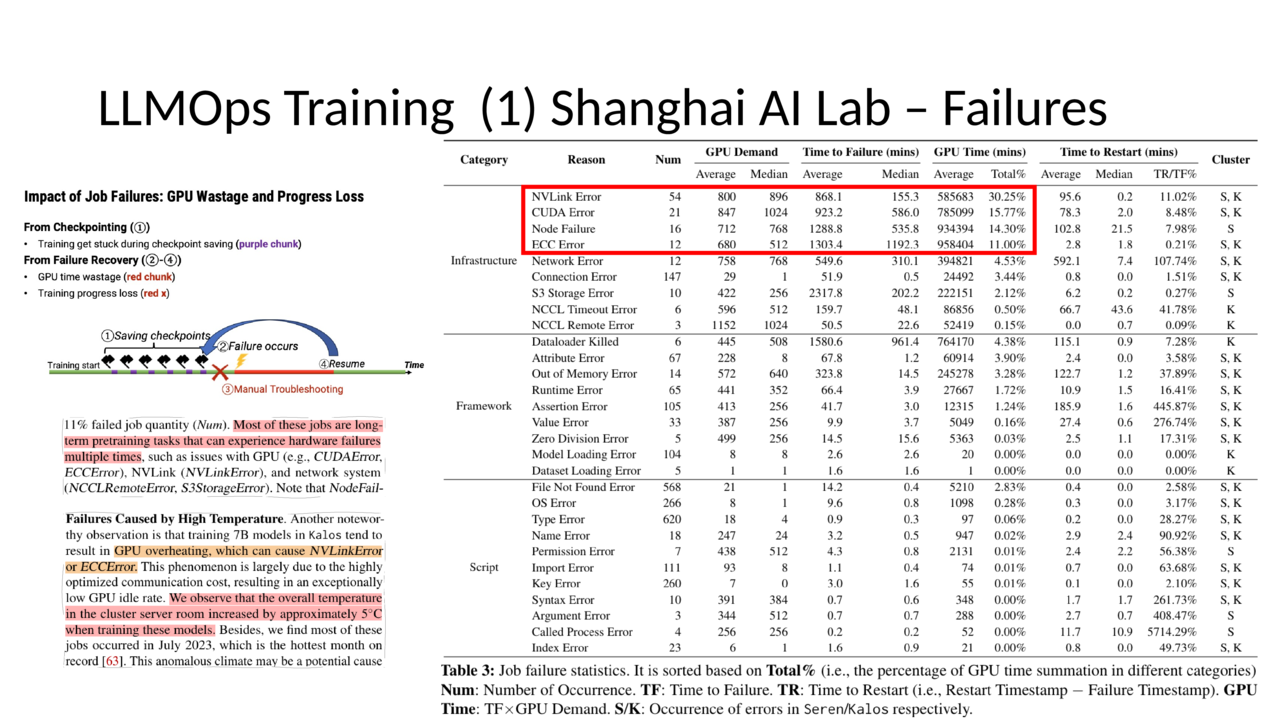 LLMOps Training (1) Shanghai AI Lab – Failures
Impact of Job Failures: GPU Wastage and Progress Loss
From Checkpointing (①)
• Training get stuck during checkpoint saving (purple chunk)
From Failure Recovery (②-④)
• GPU time wastage (red chunk)
• Training progress loss (red x)
①Saving checkpoints
②Failure occurs
④Resume
Training start
Time
③Manual Troubleshooting
11% failed job quantity (Num). Most of these jobs are long-
term pretraining tasks that can experience hardware failures
multiple times, such as issues with GPU (e.g., CUDAError,
ECCError), NVLink (NVLinkError), and network system
(NCCLRemoteError, S3StorageError). Note that NodeFail-
Failures Caused by High Temperature. Another notewor-
thy observation is that training 7B models in Kalos tend to
result in GPU overheating, which can cause NVLinkError
or ECCError. This phenomenon is largely due to the highly
optimized communication cost, resulting in an exceptionally
low GPU idle rate. We observe that the overall temperature
in the cluster server room increased by approximately 5°C
when training these models. Besides, we find most of these
jobs occurred in July 2023, which is the hottest month on
record [63]. This anomalous climate may be a potential cause
Category Reason Num GPU Demand Time to Failure (mins) GPU Time (mins) Time to Restart (mins) Cluster
Average Median Average Median Average Total% Average Median TR/TF%
Infrastructure
NVLink Error 54 800 896 868.1 155.3 585683 30.25% 95.6 0.2 11.02% S, K
CUDA Error 21 847 1024 923.2 586.0 785099 15.77% 78.3 2.0 8.48% S, K
Node Failure 16 712 768 1288.8 535.8 934394 14.30% 102.8 21.5 7.98% S
ECC Error 12 680 512 1303.4 1192.3 958404 11.00% 2.8 1.8 0.21% S, K
Network Error 12 758 768 549.6 310.1 394821 4.53% 592.1 7.4 107.74% S, K
Connection Error 147 29 1 51.9 0.5 24492 3.44% 0.8 0.0 1.51% S, K
S3 Storage Error 10 422 256 2317.8 202.2 222151 2.12% 6.2 0.2 0.27% S
NCCL Timeout Error 6 596 512 159.7 48.1 86856 0.50% 66.7 43.6 41.78% K
NCCL Remote Error 3 1152 1024 50.5 22.6 52419 0.15% 0.0 0.7 0.09% K
Framework
Dataloader Killed 6 445 508 1580.6 961.4 764170 4.38% 115.1 0.9 7.28% K
Attribute Error 67 228 8 67.8 1.2 60914 3.90% 2.4 0.0 3.58% S, K
Out of Memory Error 14 572 640 323.8 14.5 245278 3.28% 122.7 1.2 37.89% S, K
Runtime Error 65 441 352 66.4 3.9 27667 1.72% 10.9 1.5 16.41% S, K
Assertion Error 105 413 256 41.7 3.0 12315 1.24% 185.9 1.6 445.87% S, K
Value Error 33 387 256 9.9 3.7 5049 0.16% 27.4 0.6 276.74% S, K
Zero Division Error 5 499 256 14.5 15.6 5363 0.03% 2.5 1.1 17.31% S, K
Model Loading Error 104 8 8 2.6 2.6 20 0.00% 0.0 0.0 0.00% K
Dataset Loading Error 5 1 1 1.6 1.6 1 0.00% 0.0 0.0 0.00% K
Script
File Not Found Error 568 21 1 14.2 0.4 5210 2.83% 0.4 0.0 2.58% S, K
OS Error 266 8 1 9.6 0.8 1098 0.28% 0.3 0.0 3.17% S, K
Type Error 620 18 4 0.9 0.3 97 0.06% 0.2 0.0 28.27% S, K
Name Error 18 247 24 3.2 0.5 947 0.02% 2.9 2.4 90.92% S, K
Permission Error 7 438 512 4.3 0.8 2131 0.01% 2.4 2.2 56.38% S
Import Error 111 93 8 1.1 0.4 74 0.01% 0.7 0.0 63.68% S, K
Key Error 260 7 0 3.0 1.6 55 0.01% 0.1 0.0 2.10% S, K
Syntax Error 10 391 384 0.7 0.6 348 0.00% 1.7 1.7 261.73% S, K
Argument Error 3 344 512 0.7 0.7 288 0.00% 2.7 0.7 408.47% S
Called Process Error 4 256 256 0.2 0.2 52 0.00% 11.7 10.9 5714.29% S
Index Error 23 6 1 1.6 0.9 21 0.00% 0.8 0.0 49.73% S, K
Table 3: Job failure statistics. It is sorted based on Total% (i.e., the percentage of GPU time summation in different categories)
Num: Number of Occurrence. TF: Time to Failure. TR: Time to Restart (i.e., Restart Timestamp − Failure Timestamp). GPU
Time: TF×GPU Demand. S/K: Occurrence of errors in Seren/Kalos respectively.